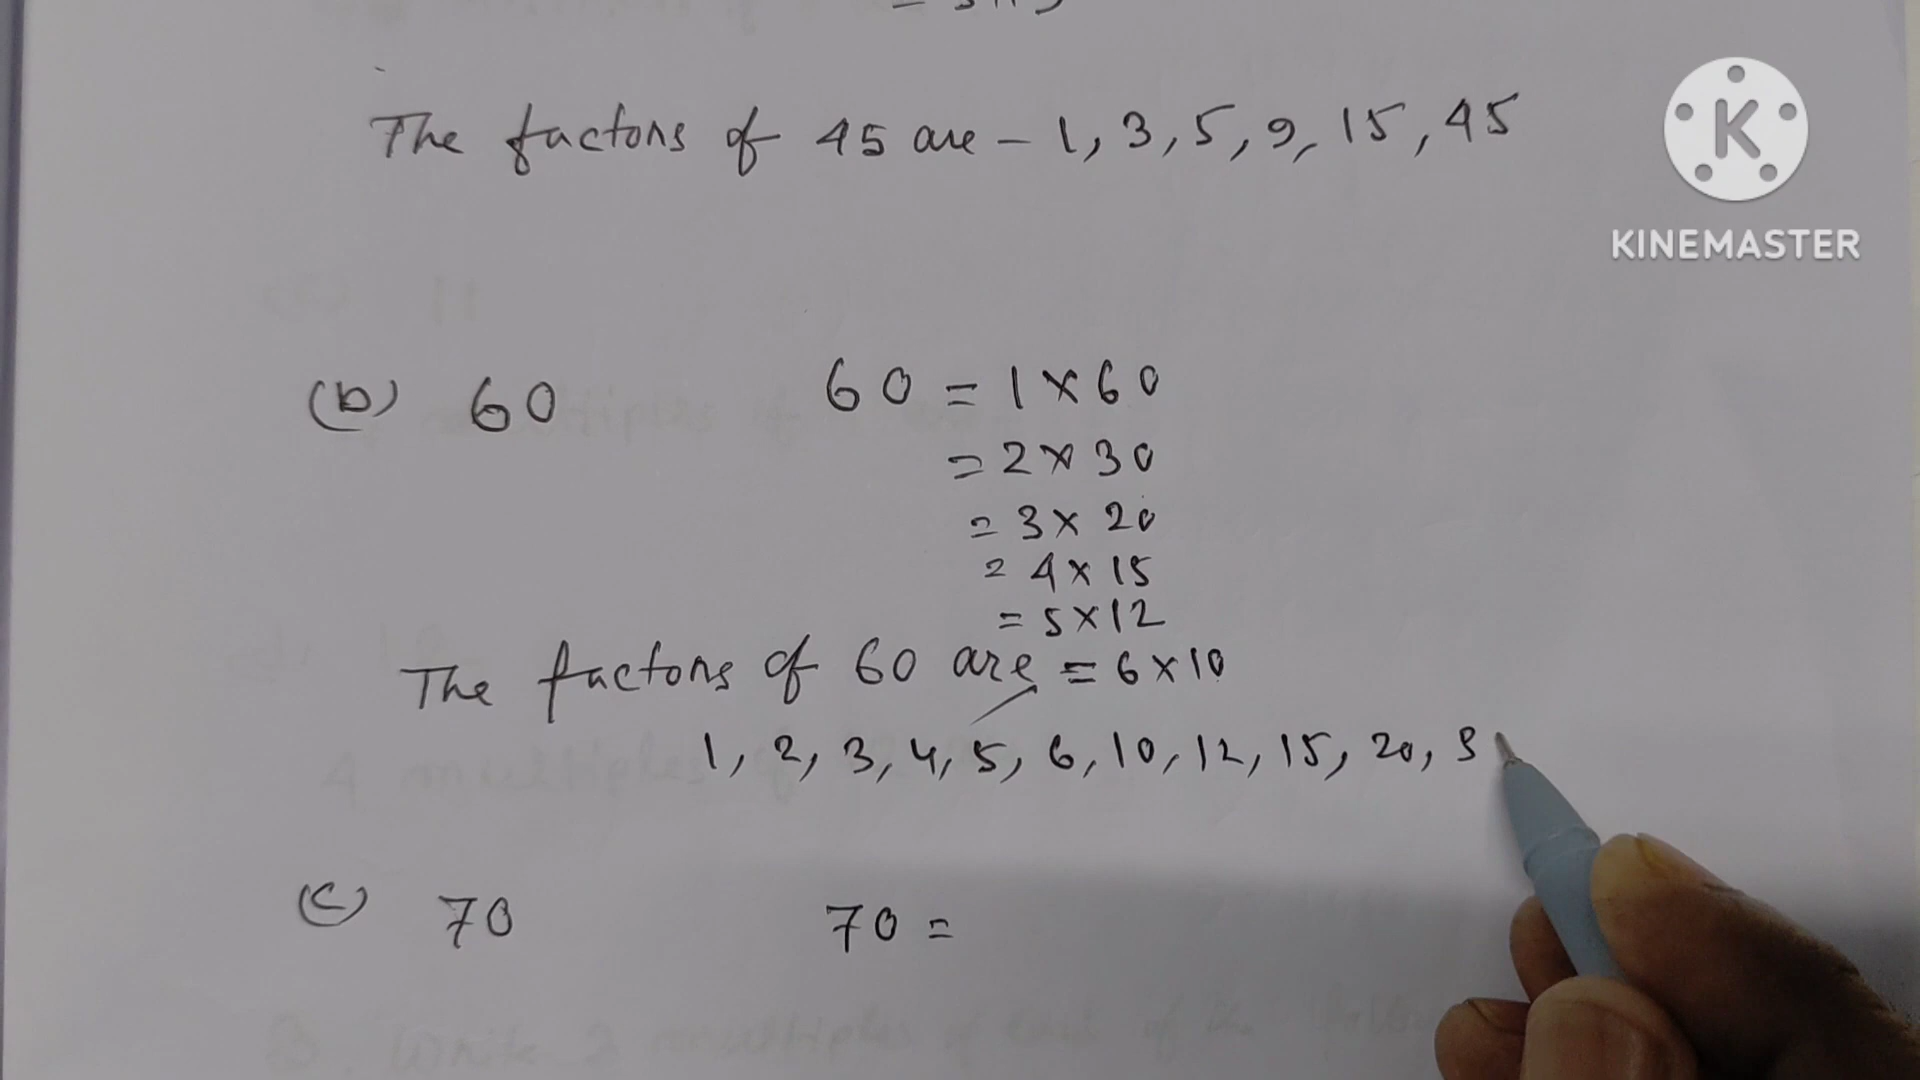 The factors of 45 are - 1, 3, 5, 9, 15, 45
KINEMASTER
(b) 60 60 = 1 × 60
= 2 × 30
= 3 × 20
= 4 × 15
= 5 × 12
The factors of 60 are = 6 × 10
1, 2, 3, 4, 5, 6, 10, 12, 15, 20, 3
(c) 70 70 =